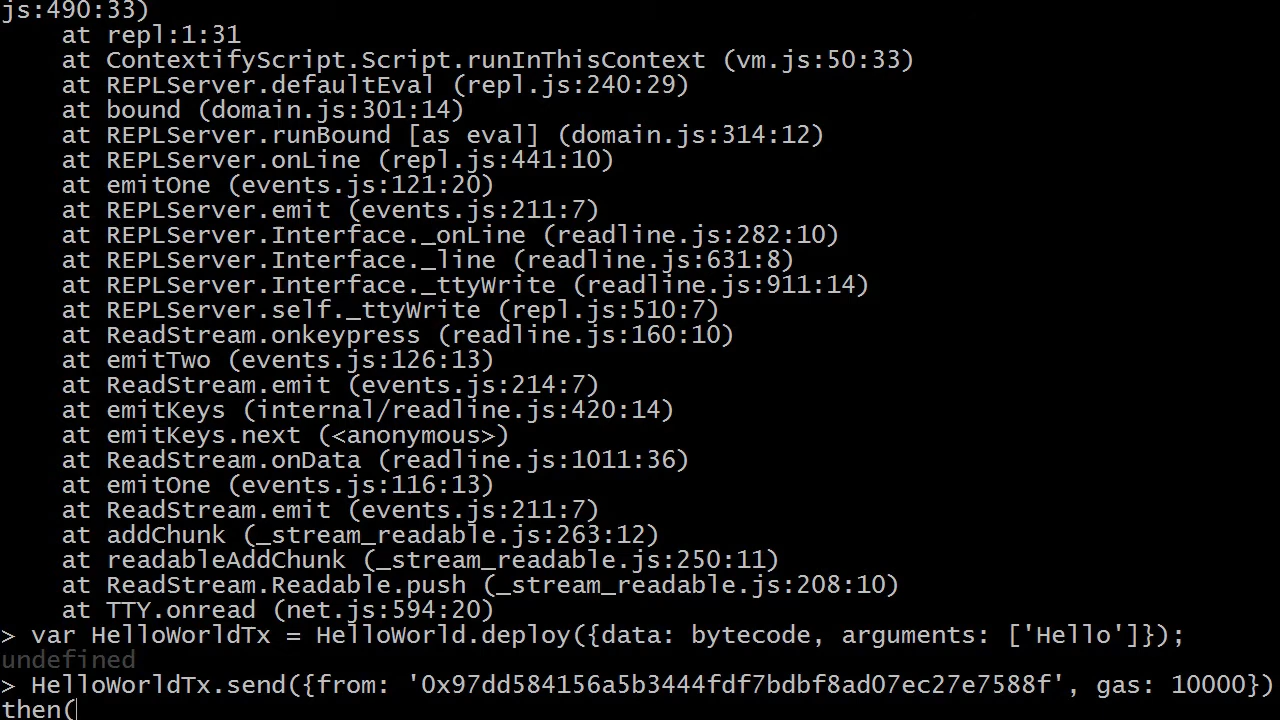 js:490:33)
    at repl:1:31
    at ContextifyScript.Script.runInThisContext (vm.js:50:33)
    at REPLServer.defaultEval (repl.js:240:29)
    at bound (domain.js:301:14)
    at REPLServer.runBound [as eval] (domain.js:314:12)
    at REPLServer.onLine (repl.js:441:10)
    at emitOne (events.js:121:20)
    at REPLServer.emit (events.js:211:7)
    at REPLServer.Interface._onLine (readline.js:282:10)
    at REPLServer.Interface._line (readline.js:631:8)
    at REPLServer.Interface._ttyWrite (readline.js:911:14)
    at REPLServer.self._ttyWrite (repl.js:510:7)
    at ReadStream.onkeypress (readline.js:160:10)
    at emitTwo (events.js:126:13)
    at ReadStream.emit (events.js:214:7)
    at emitKeys (internal/readline.js:420:14)
    at emitKeys.next (<anonymous>)
    at ReadStream.onData (readline.js:1011:36)
    at emitOne (events.js:116:13)
    at ReadStream.emit (events.js:211:7)
    at addChunk (_stream_readable.js:263:12)
    at readableAddChunk (_stream_readable.js:250:11)
    at ReadStream.Readable.push (_stream_readable.js:208:10)
    at TTY.onread (net.js:594:20)
> var HelloWorldTx = HelloWorld.deploy({data: bytecode, arguments: ['Hello']});
undefined
> HelloWorldTx.send({from: '0x97dd584156a5b3444fdf7bdbf8ad07ec27e7588f', gas: 10000})
then(